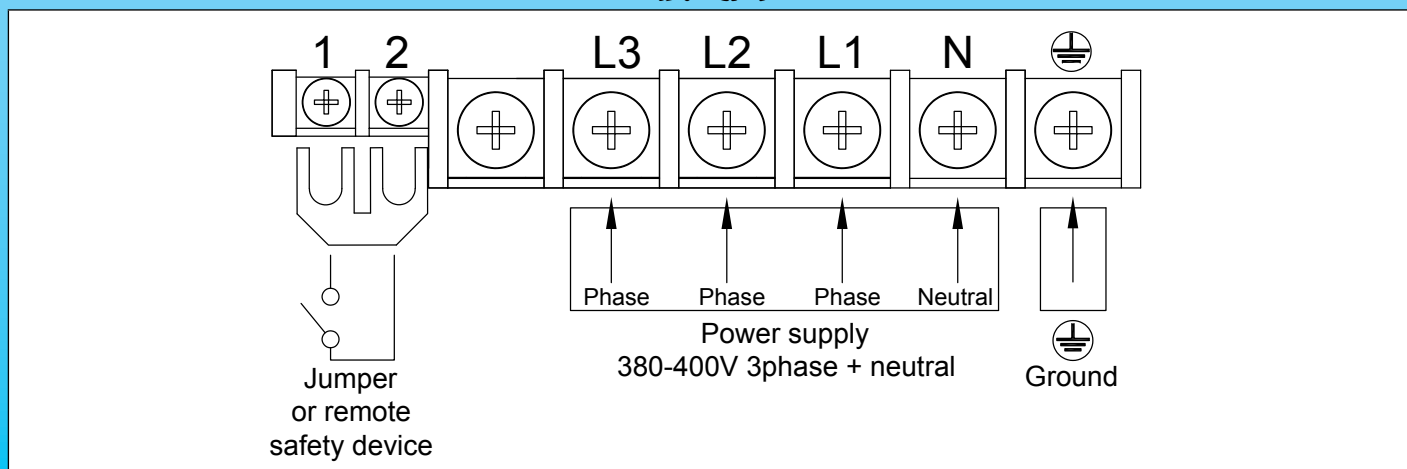 1 2 L3 L2 L1 N
Phase Phase Phase Neutral
Power supply
380-400V 3phase + neutral
Ground
Jumper
or remote
safety device